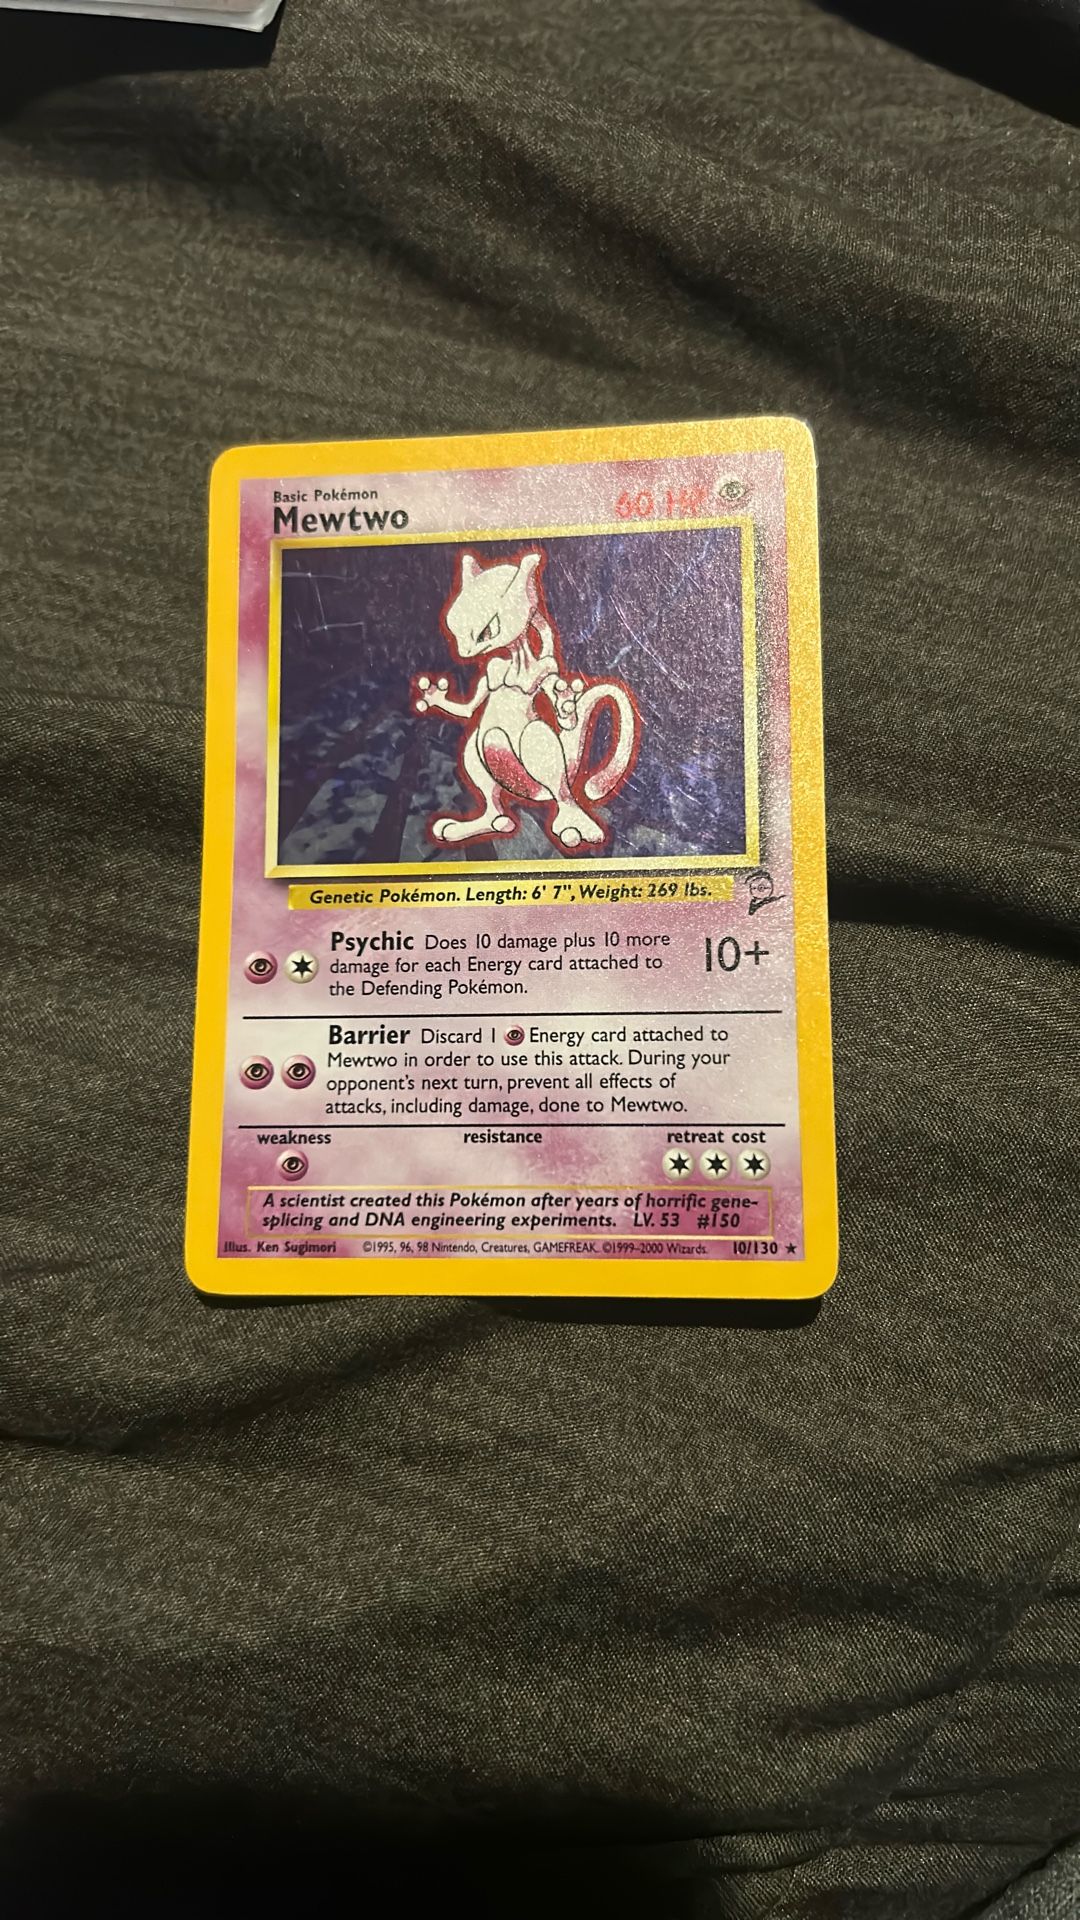 Basic Pokémon
Mewtwo
60 HP
Genetic Pokémon. Length: 6' 7", Weight: 269 lbs.
Psychic Does 10 damage plus 10 more
damage for each Energy card attached to
the Defending Pokémon.
10+
Barrier Discard 1 Energy card attached to
Mewtwo in order to use this attack. During your
opponent's next turn, prevent all effects of
attacks, including damage, done to Mewtwo.
weakness resistance retreat cost
A scientist created this Pokémon after years of horrific gene-
splicing and DNA engineering experiments. LV. 53 #150
Illus. Ken Sugimori ©1995, 96, 98 Nintendo, Creatures, GAMEFREAK. ©1999-2000 Wizards. 10/130